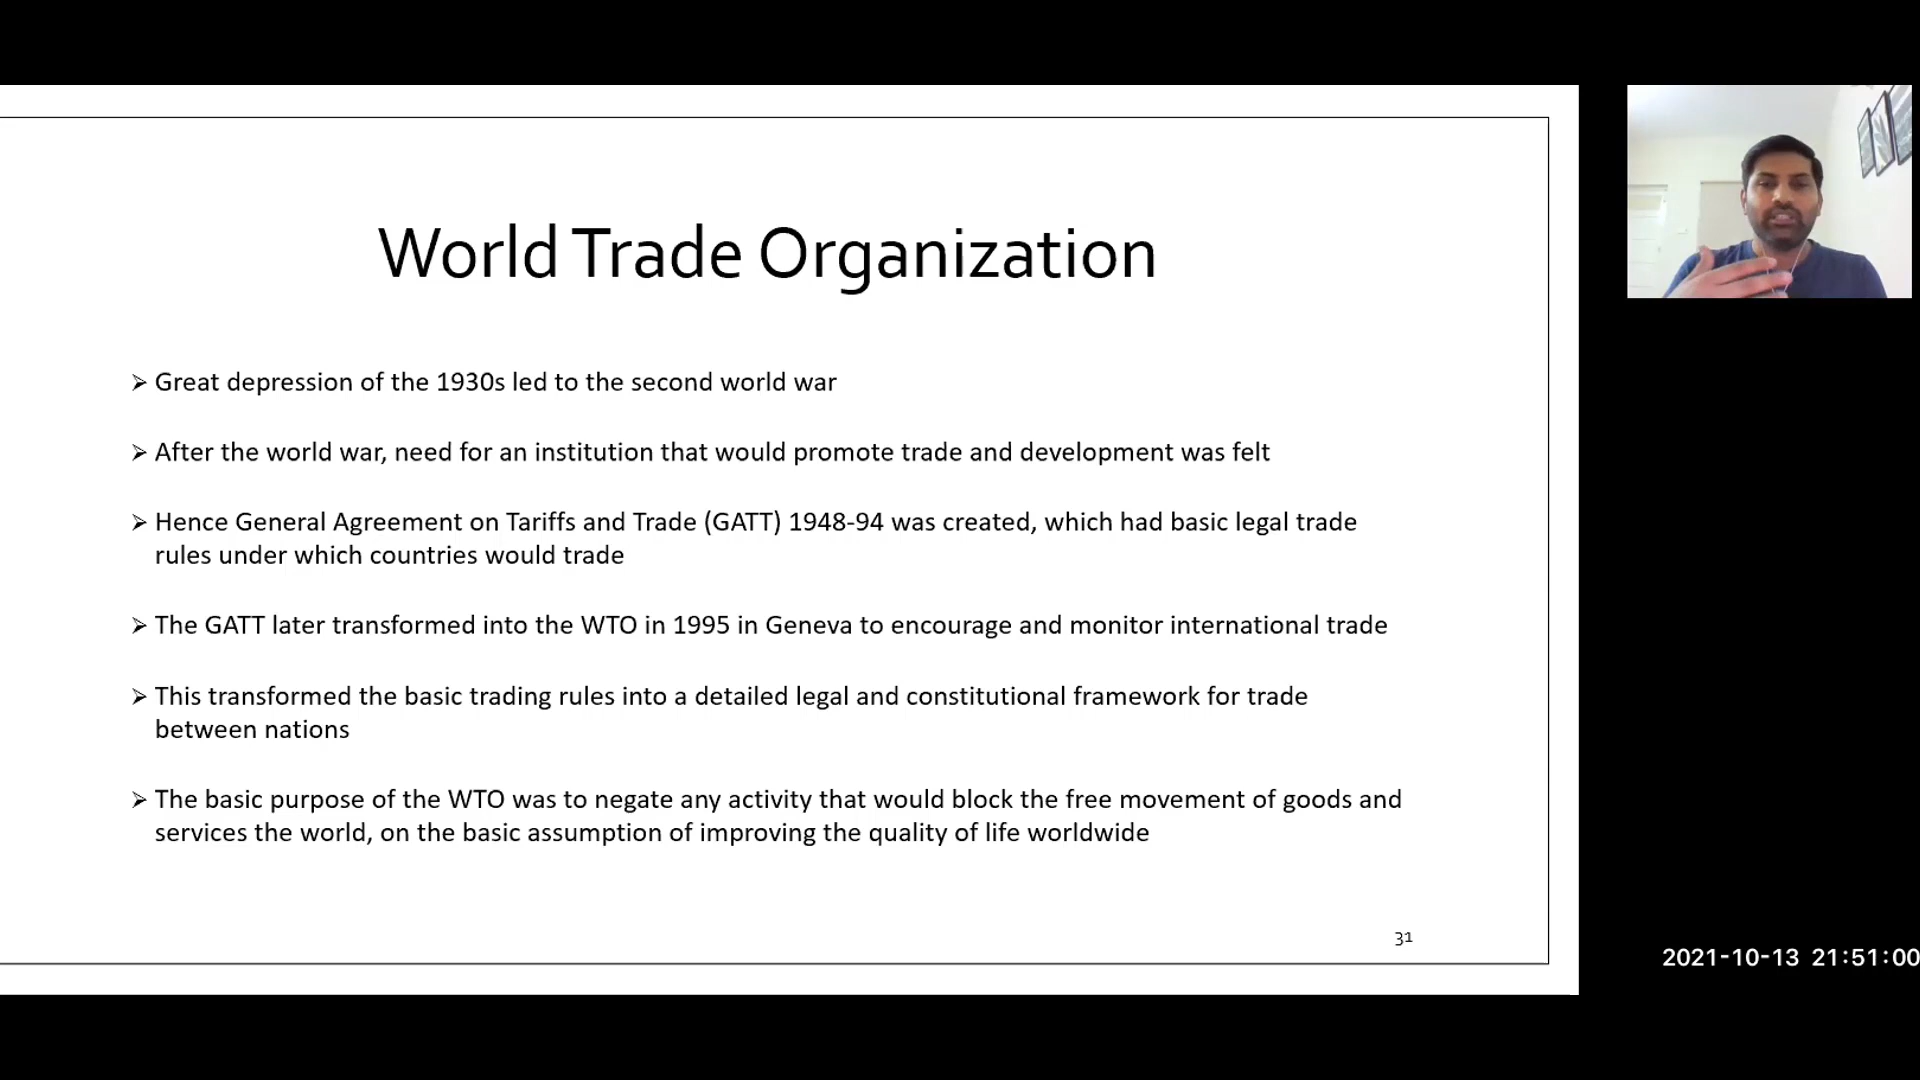 World Trade Organization
➢ Great depression of the 1930s led to the second world war
➢ After the world war, need for an institution that would promote trade and development was felt
➢ Hence General Agreement on Tariffs and Trade (GATT) 1948-94 was created, which had basic legal trade
rules under which countries would trade
➢ The GATT later transformed into the WTO in 1995 in Geneva to encourage and monitor international trade
➢ This transformed the basic trading rules into a detailed legal and constitutional framework for trade
between nations
➢ The basic purpose of the WTO was to negate any activity that would block the free movement of goods and
services the world, on the basic assumption of improving the quality of life worldwide
31
2021-10-13 21:51:00